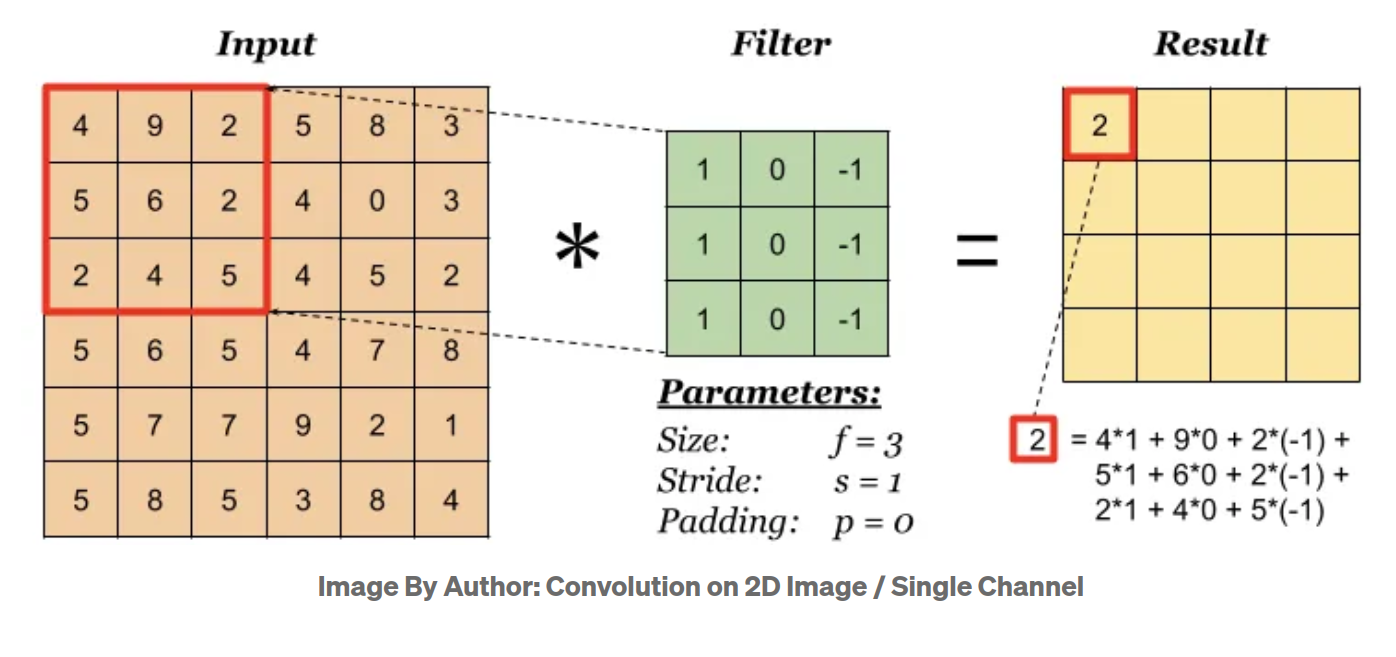 Input
Filter
Result
4 9 2 5 8 3
5 6 2 4 0 3
2 4 5 4 5 2
5 6 5 4 7 8
5 7 7 9 2 1
5 8 5 3 8 4
*
1 0 -1
1 0 -1
1 0 -1
=
2
Parameters:
Size: f = 3
Stride: s = 1
Padding: p = 0
2 = 4*1 + 9*0 + 2*(-1) +
5*1 + 6*0 + 2*(-1) +
2*1 + 4*0 + 5*(-1)
Image By Author: Convolution on 2D Image / Single Channel